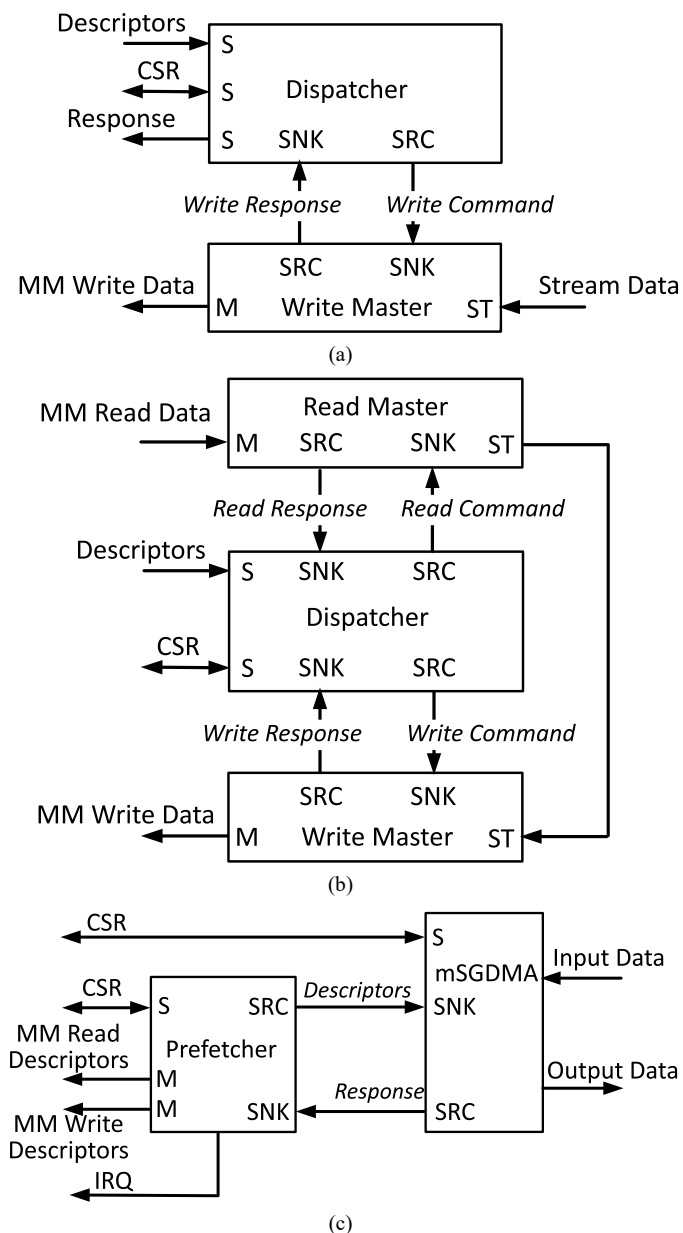 Descriptors
S
CSR
S
Dispatcher
Response
S
SNK
SRC
Write Response
Write Command
SRC
SNK
MM Write Data
M
Write Master
ST
Stream Data
(a)
Read Master
MM Read Data
M
SRC
SNK
ST
Read Response
Read Command
Descriptors
S
SNK
SRC
Dispatcher
CSR
S
SNK
SRC
Write Response
Write Command
SRC
SNK
MM Write Data
M
Write Master
ST
(b)
CSR
S
mSGDMA
Input Data
CSR
S
SRC
Descriptors
SNK
MM Read
Descriptors
Prefetcher
M
M
MM Write
Descriptors
SNK
Response
SRC
Output Data
IRQ
(c)